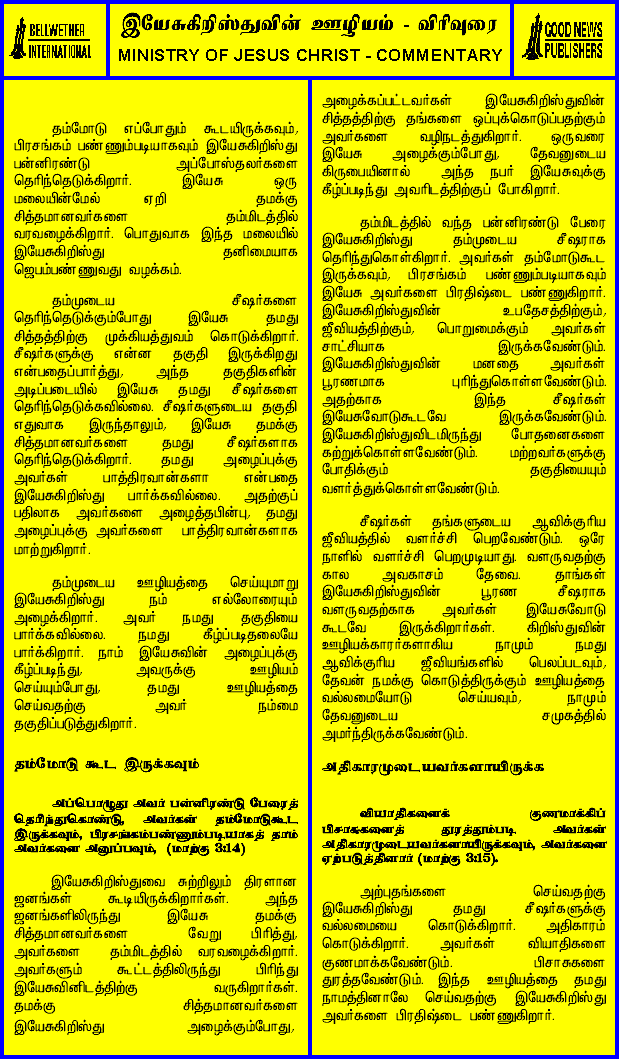 BELLWETHER
INTERNATIONAL
இயேசுகிறிஸ்துவின் ஊழியம் - விரிவுரை
MINISTRY OF JESUS CHRIST - COMMENTARY
GOOD NEWS
PUBLISHERS
தம்மோடு எப்போதும் கூடயிருக்கவும்,
பிரசங்கம் பண்ணும்படியாகவும் இயேசுகிறிஸ்து
பன்னிரண்டு அப்போஸ்தலர்களை
தெரிந்தெடுக்கிறார். இயேசு ஒரு
மலையின்மேல் ஏறி தமக்கு
சித்தமானவர்களை தம்மிடத்தில்
வரவழைக்கிறார். பொதுவாக இந்த மலையில்
இயேசுகிறிஸ்து தனிமையாக
ஜெபம்பண்ணுவது வழக்கம்.
தம்முடைய சீஷர்களை
தெரிந்தெடுக்கும்போது இயேசு தமது
சித்தத்திற்கு முக்கியத்துவம் கொடுக்கிறார்.
சீஷர்களுக்கு என்ன தகுதி இருக்கிறது
என்பதைப்பார்த்து, அந்த தகுதிகளின்
அடிப்படையில் இயேசு தமது சீஷர்களை
தெரிந்தெடுக்கவில்லை. சீஷர்களுடைய தகுதி
எதுவாக இருந்தாலும், இயேசு தமக்கு
சித்தமானவர்களை தமது சீஷர்களாக
தெரிந்தெடுக்கிறார். தமது அழைப்புக்கு
அவர்கள் பாத்திரவான்களா என்பதை
இயேசுகிறிஸ்து பார்க்கவில்லை. அதற்குப்
பதிலாக அவர்களை அழைத்தபின்பு, தமது
அழைப்புக்கு அவர்களை பாத்திரவான்களாக
மாற்றுகிறார்.
தம்முடைய ஊழியத்தை செய்யுமாறு
இயேசுகிறிஸ்து நம் எல்லோரையும்
அழைக்கிறார். அவர் நமது தகுதியை
பார்க்கவில்லை. நமது கீழ்ப்படிதலையே
பார்க்கிறார். நாம் இயேசுவின் அழைப்புக்கு
கீழ்ப்படிந்து, அவருக்கு ஊழியம்
செய்யும்போது, தமது ஊழியத்தை
செய்வதற்கு அவர் நம்மை
தகுதிப்படுத்துகிறார்.
தம்மோடு கூட இருக்கவும்
அப்பொழுது அவர் பன்னிரண்டு பேரைத்
தெரிந்துகொண்டு, அவர்கள் தம்மோடுகூட
இருக்கவும், பிரசங்கம்பண்ணும்படியாகத் தாம்
அவர்களை அனுப்பவும், (மாற்கு 3:14)
இயேசுகிறிஸ்துவை சுற்றிலும் திரளான
ஜனங்கள் கூடியிருக்கிறார்கள். அந்த
ஜனங்களிலிருந்து இயேசு தமக்கு
சித்தமானவர்களை வேறு பிரித்து,
அவர்களை தம்மிடத்தில் வரவழைக்கிறார்.
அவர்களும் கூட்டத்திலிருந்து பிரிந்து
இயேசுவினிடத்திற்கு வருகிறார்கள்.
தமக்கு சித்தமானவர்களை
இயேசுகிறிஸ்து அழைக்கும்போது,
அழைக்கப்பட்டவர்கள் இயேசுகிறிஸ்துவின்
சித்தத்திற்கு தங்களை ஒப்புக்கொடுப்பதற்கும்
அவர்களை வழிநடத்துகிறார். ஒருவரை
இயேசு அழைக்கும்போது, தேவனுடைய
கிருபையினால் அந்த நபர் இயேசுவுக்கு
கீழ்ப்படிந்து அவரிடத்திற்குப் போகிறார்.
தம்மிடத்தில் வந்த பன்னிரண்டு பேரை
இயேசுகிறிஸ்து தம்முடைய சீஷராக
தெரிந்துகொள்கிறார். அவர்கள் தம்மோடுகூட
இருக்கவும், பிரசங்கம் பண்ணும்படியாகவும்
இயேசு அவர்களை பிரதிஷ்டை பண்ணுகிறார்.
இயேசுகிறிஸ்துவின் உபதேசத்திற்கும்,
ஜீவியத்திற்கும், பொறுமைக்கும் அவர்கள்
சாட்சியாக இருக்கவேண்டும்.
இயேசுகிறிஸ்துவின் மனதை அவர்கள்
பூரணமாக புரிந்துகொள்ளவேண்டும்.
அதற்காக இந்த சீஷர்கள்
இயேசுவோடுகூடவே இருக்கவேண்டும்.
இயேசுகிறிஸ்துவிடமிருந்து போதனைகளை
கற்றுக்கொள்ளவேண்டும். மற்றவர்களுக்கு
போதிக்கும் தகுதியையும்
வளர்த்துக்கொள்ளவேண்டும்.
சீஷர்கள் தங்களுடைய ஆவிக்குரிய
ஜீவியத்தில் வளர்ச்சி பெறவேண்டும். ஒரே
நாளில் வளர்ச்சி பெறமுடியாது. வளருவதற்கு
கால அவகாசம் தேவை. தாங்கள்
இயேசுகிறிஸ்துவின் பூரண சீஷராக
வளருவதற்காக அவர்கள் இயேசுவோடு
கூடவே இருக்கிறார்கள். கிறிஸ்துவின்
ஊழியக்காரர்களாகிய நாமும் நமது
ஆவிக்குரிய ஜீவியங்களில் பெலப்படவும்,
தேவன் நமக்கு கொடுத்திருக்கும் ஊழியத்தை
வல்லமையோடு செய்யவும், நாமும்
தேவனுடைய சமுகத்தில்
அமர்ந்திருக்கவேண்டும்.
அதிகாரமுடையவர்களாயிருக்க
வியாதிகளைக் குணமாக்கிப்
பிசாசுகளைத் துரத்தும்படி அவர்கள்
அதிகாரமுடையவர்களாயிருக்கவும், அவர்களை
ஏற்படுத்தினார் (மாற்கு 3:15).
அற்புதங்களை செய்வதற்கு
இயேசுகிறிஸ்து தமது சீஷர்களுக்கு
வல்லமையை கொடுக்கிறார். அதிகாரம்
கொடுக்கிறார். அவர்கள் வியாதிகளை
குணமாக்கவேண்டும். பிசாசுகளை
துரத்தவேண்டும். இந்த ஊழியத்தை தமது
நாமத்தினாலே செய்வதற்கு இயேசுகிறிஸ்து
அவர்களை பிரதிஷ்டை பண்ணுகிறார்.